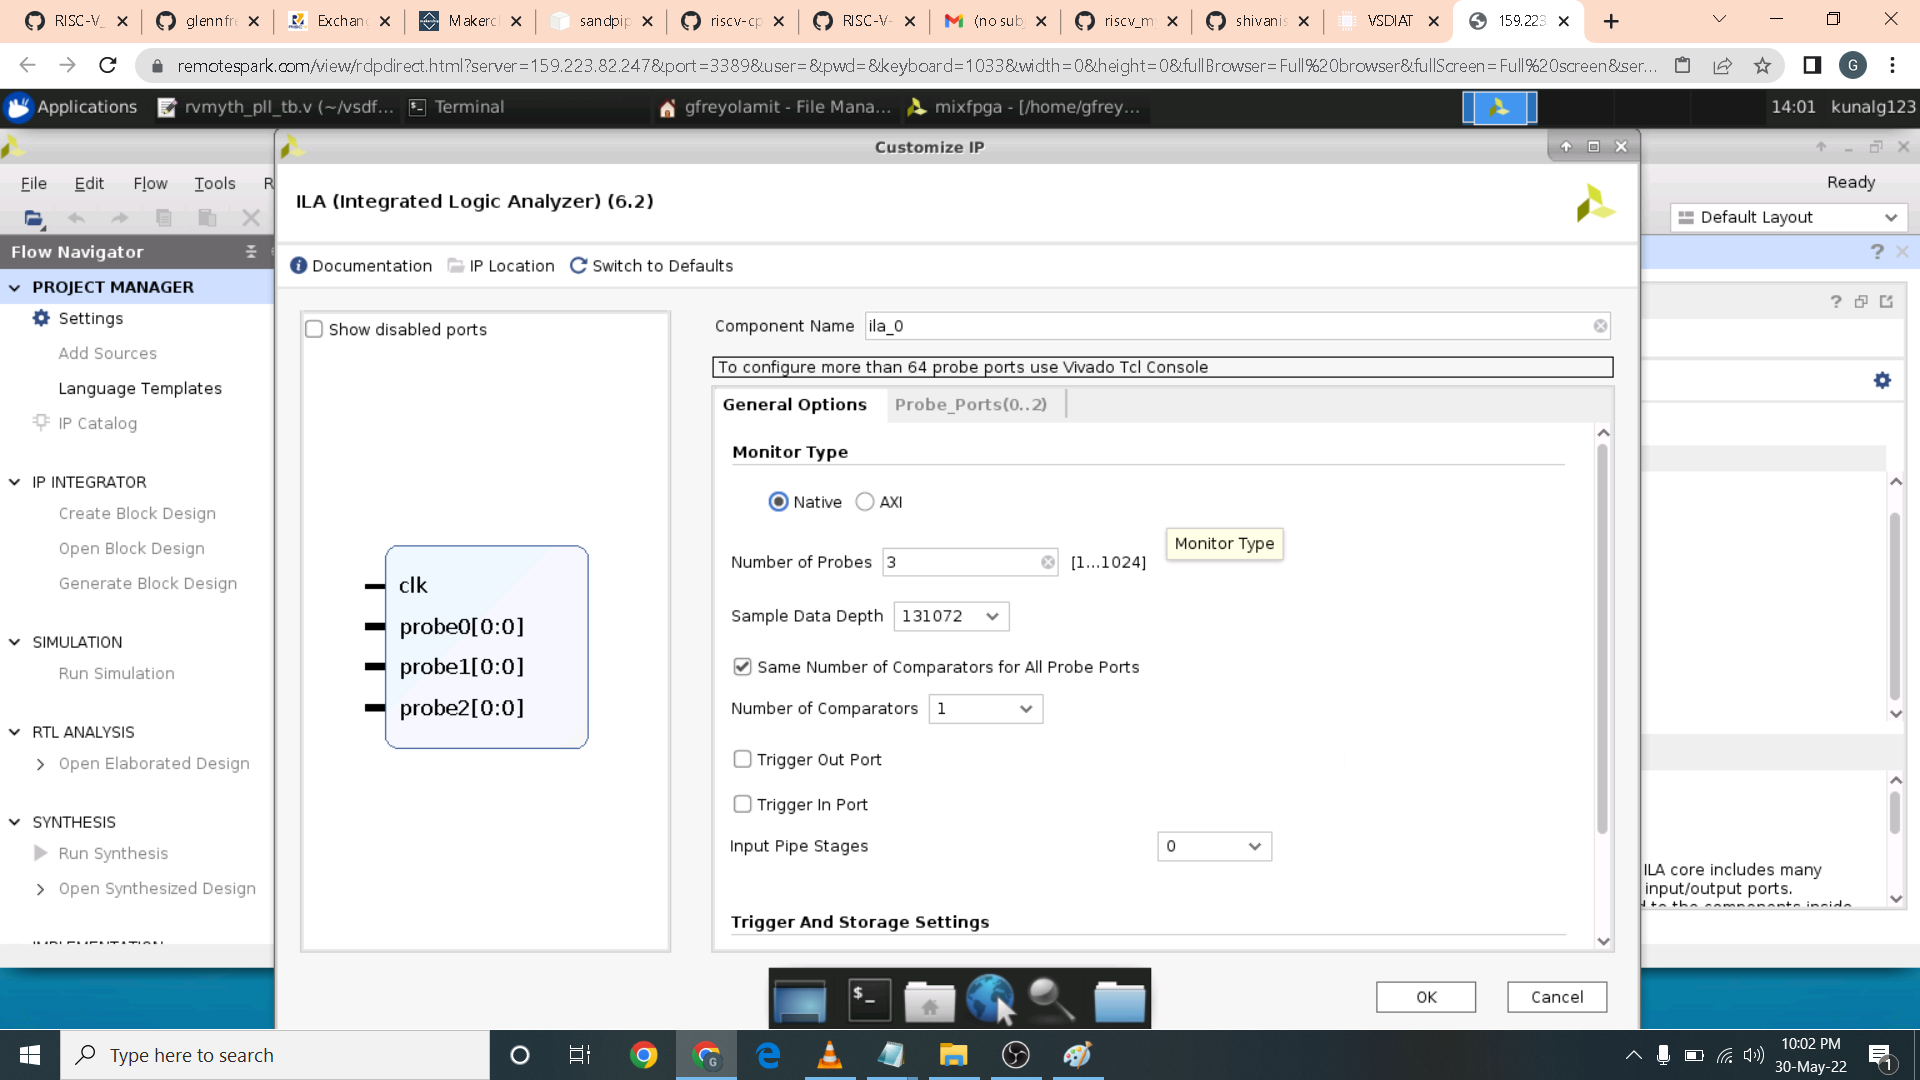 RISC-V_
glennfre
Exchan
Makerch
sandpip
riscv-cp
RISC-V-
(no subj
riscv_my
shivanis
VSDIAT
159.223.
remotespark.com/view/rdpdirect.html?server=159.223.82.247&port=3389&user=&pwd=&keyboard=1033&width=0&height=0&fullBrowser=Full%20browser&fullScreen=Full%20screen&ser...
G
Applications
rvmyth_pll_tb.v (~/vsdf...
Terminal
gfreyolamit - File Mana...
mixfpga - [/home/gfrey...
14:01
kunalg123
Customize IP
File Edit Flow Tools R
Ready
ILA (Integrated Logic Analyzer) (6.2)
Default Layout
Flow Navigator
Documentation IP Location Switch to Defaults
PROJECT MANAGER
Settings
Add Sources
Language Templates
IP Catalog
IP INTEGRATOR
Create Block Design
Open Block Design
Generate Block Design
SIMULATION
Run Simulation
RTL ANALYSIS
Open Elaborated Design
SYNTHESIS
Run Synthesis
Open Synthesized Design
IMPLEMENTATION
Show disabled ports
clk
probe0[0:0]
probe1[0:0]
probe2[0:0]
Component Name ila_0
To configure more than 64 probe ports use Vivado Tcl Console
General Options Probe_Ports(0..2)
Monitor Type
Native AXI
Monitor Type
Number of Probes 3 [1...1024]
Sample Data Depth 131072
Same Number of Comparators for All Probe Ports
Number of Comparators 1
Trigger Out Port
Trigger In Port
Input Pipe Stages 0
Trigger And Storage Settings
ILA core includes many
input/output ports.
d to the components inside
OK Cancel
Type here to search
10:02 PM
30-May-22
1